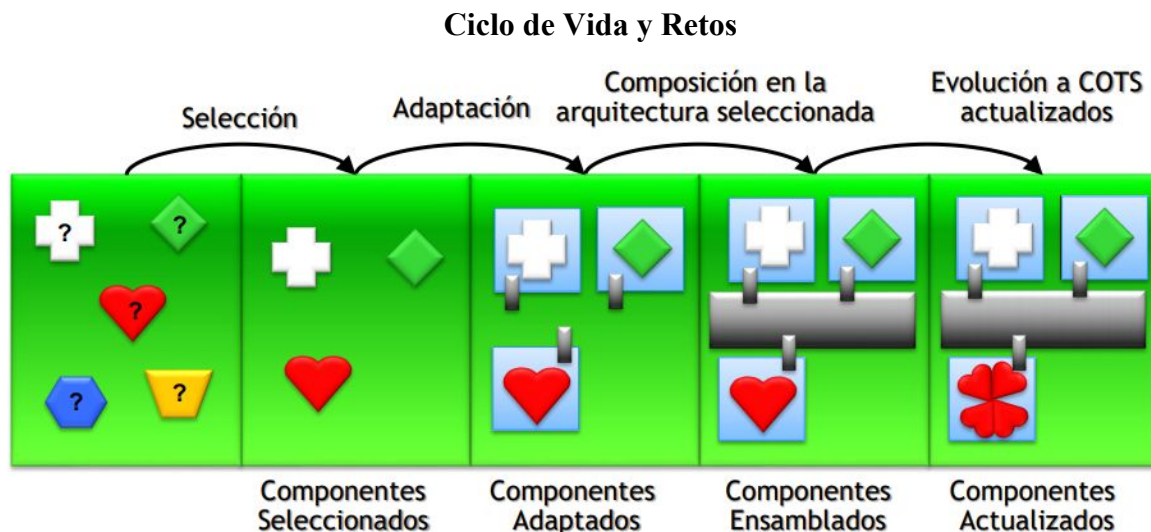 Ciclo de Vida y Retos
Selección
Adaptación
Composición en la
arquitectura seleccionada
Evolución a COTS
actualizados
?
?
?
?
?
Componentes
Seleccionados
Componentes
Adaptados
Componentes
Ensamblados
Componentes
Actualizados